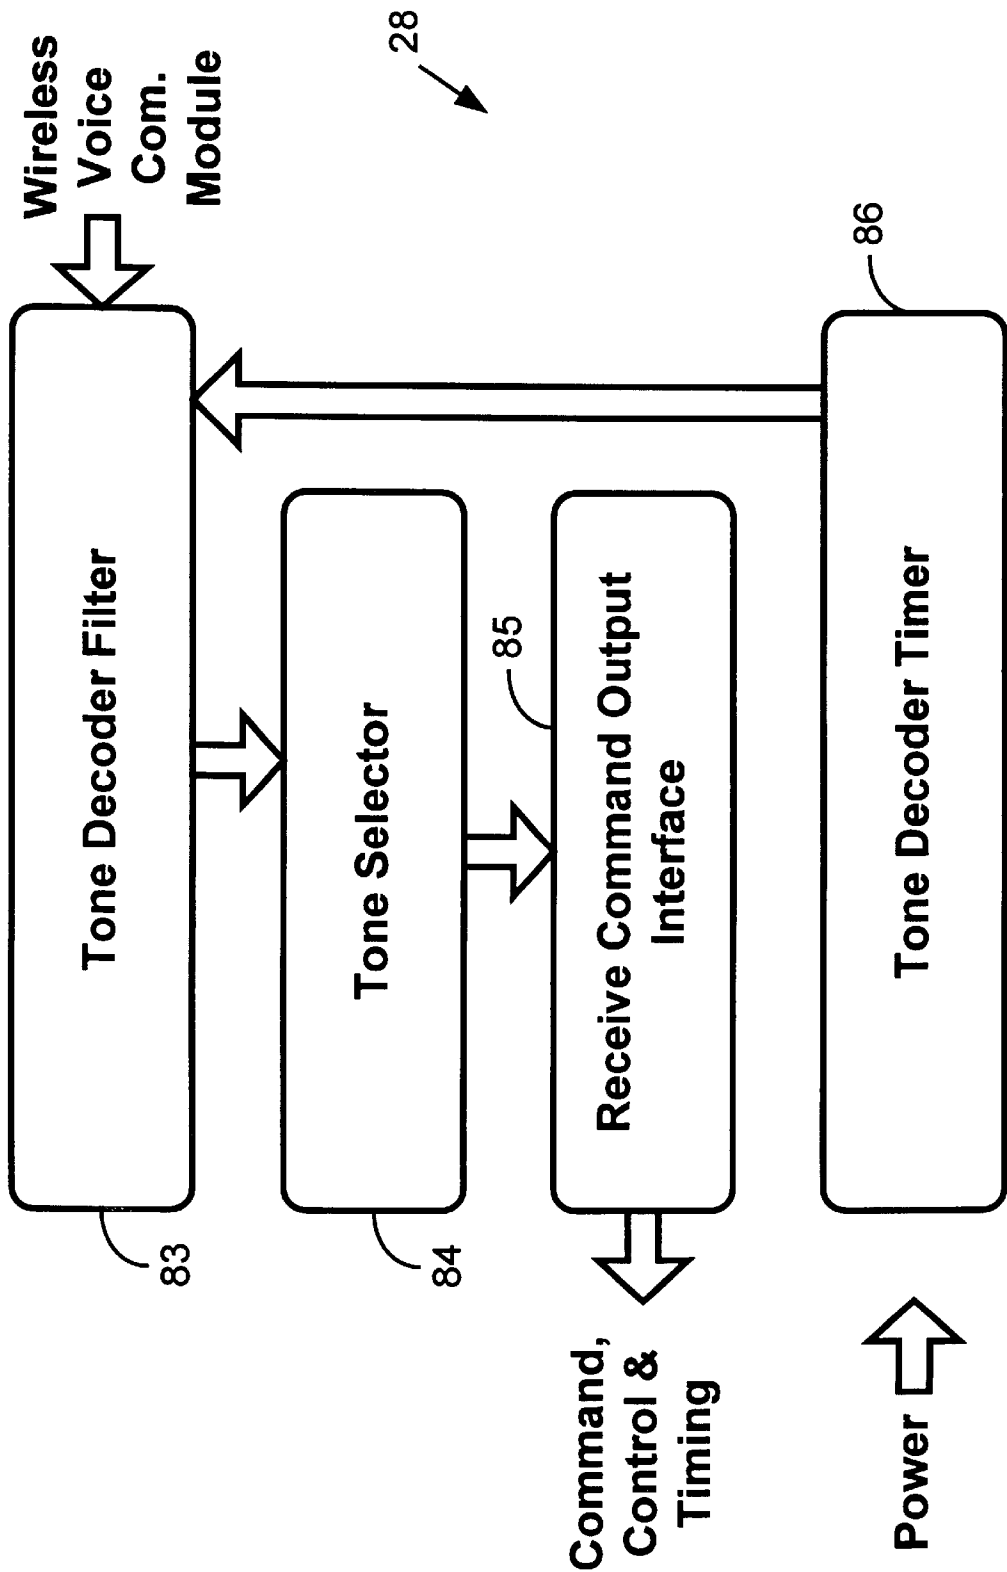 Wireless
Voice
Com.
Module
28
Tone Decoder Filter
83
Tone Selector
84
85
Receive Command Output
Interface
Command,
Control &
Timing
86
Tone Decoder Timer
Power